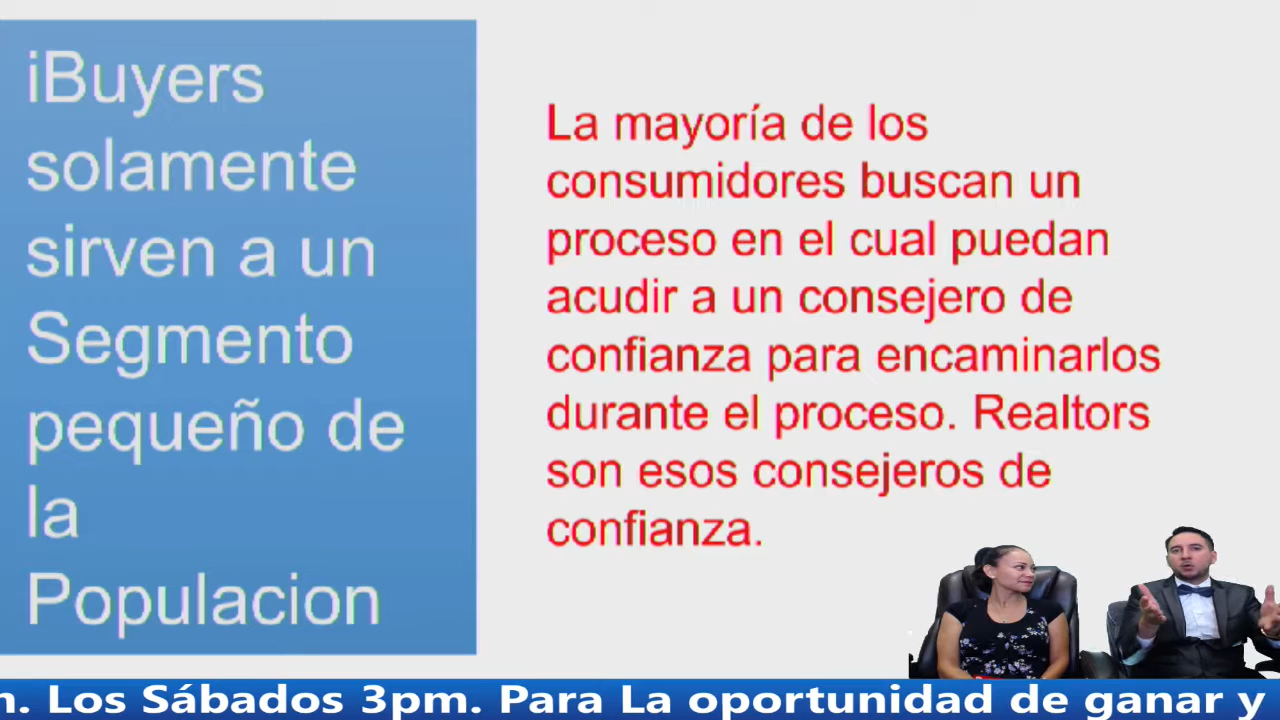 iBuyers
solamente
sirven a un
Segmento
pequeño de
la
Populacion
La mayoría de los
consumidores buscan un
proceso en el cual puedan
acudir a un consejero de
confianza para encaminarlos
durante el proceso. Realtors
son esos consejeros de
confianza.
Los Sábados 3pm. Para La oportunidad de ganar y